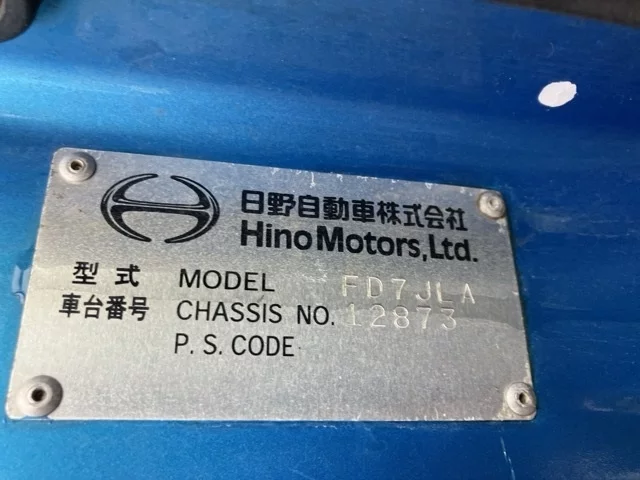 日野自動車株式会社
Hino Motors, Ltd.
型式 MODEL FD7JLA
車台番号 CHASSIS NO. 12873
P. S. CODE